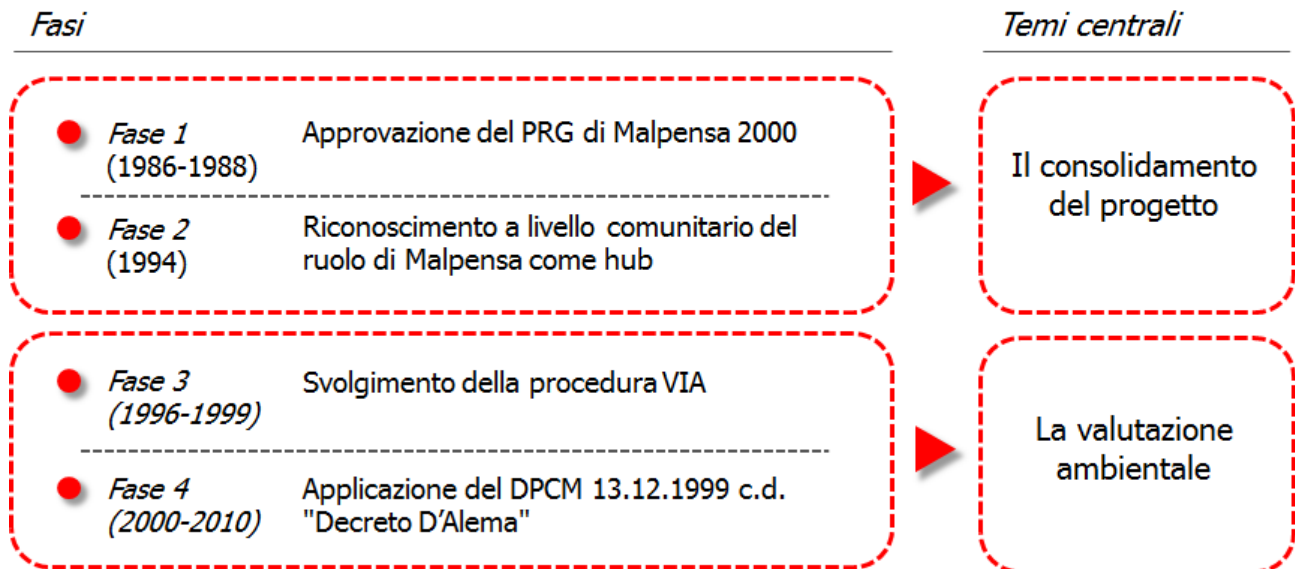 Fasi
Temi centrali
Fase 1
(1986-1988)
Approvazione del PRG di Malpensa 2000
Fase 2
(1994)
Riconoscimento a livello comunitario del
ruolo di Malpensa come hub
Il consolidamento
del progetto
Fase 3
(1996-1999)
Svolgimento della procedura VIA
Fase 4
(2000-2010)
Applicazione del DPCM 13.12.1999 c.d.
"Decreto D'Alema"
La valutazione
ambientale